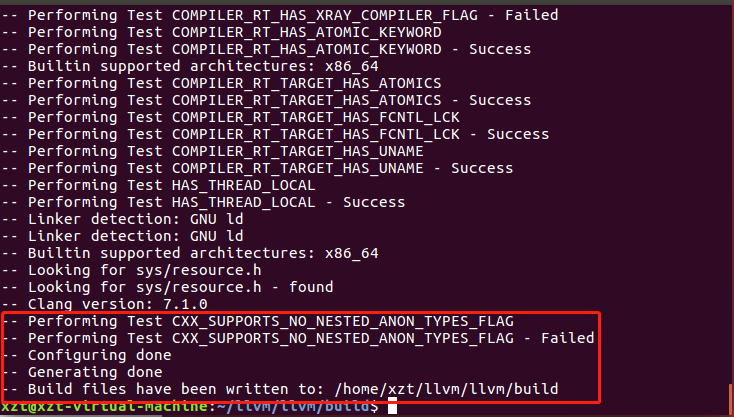 -- Performing Test COMPILER_RT_HAS_XRAY_COMPILER_FLAG - Failed
-- Performing Test COMPILER_RT_HAS_ATOMIC_KEYWORD
-- Performing Test COMPILER_RT_HAS_ATOMIC_KEYWORD - Success
-- Builtin supported architectures: x86_64
-- Performing Test COMPILER_RT_TARGET_HAS_ATOMICS
-- Performing Test COMPILER_RT_TARGET_HAS_ATOMICS - Success
-- Performing Test COMPILER_RT_TARGET_HAS_FCNTL_LCK
-- Performing Test COMPILER_RT_TARGET_HAS_FCNTL_LCK - Success
-- Performing Test COMPILER_RT_TARGET_HAS_UNAME
-- Performing Test COMPILER_RT_TARGET_HAS_UNAME - Success
-- Performing Test HAS_THREAD_LOCAL
-- Performing Test HAS_THREAD_LOCAL - Success
-- Linker detection: GNU ld
-- Linker detection: GNU ld
-- Builtin supported architectures: x86_64
-- Looking for sys/resource.h
-- Looking for sys/resource.h - found
-- Clang version: 7.1.0
-- Performing Test CXX_SUPPORTS_NO_NESTED_ANON_TYPES_FLAG
-- Performing Test CXX_SUPPORTS_NO_NESTED_ANON_TYPES_FLAG - Failed
-- Configuring done
-- Generating done
-- Build files have been written to: /home/xzt/llvm/llvm/build
xzt@xzt-virtual-machine:~/llvm/llvm/build$